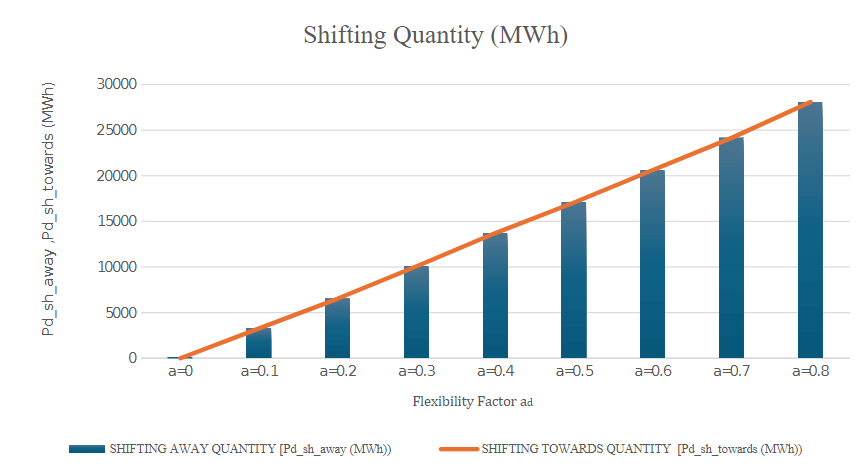 Shifting Quantity (MWh)
Pd_sh_away ,Pd_sh_towards (MWh)
30000
25000
20000
15000
10000
5000
0
a=0 a=0.1 a=0.2 a=0.3 a=0.4 a=0.5 a=0.6 a=0.7 a=0.8
Flexibility Factor ad
SHIFTING AWAY QUANTITY [Pd_sh_away (MWh)) SHIFTING TOWARDS QUANTITY [Pd_sh_towards (MWh))